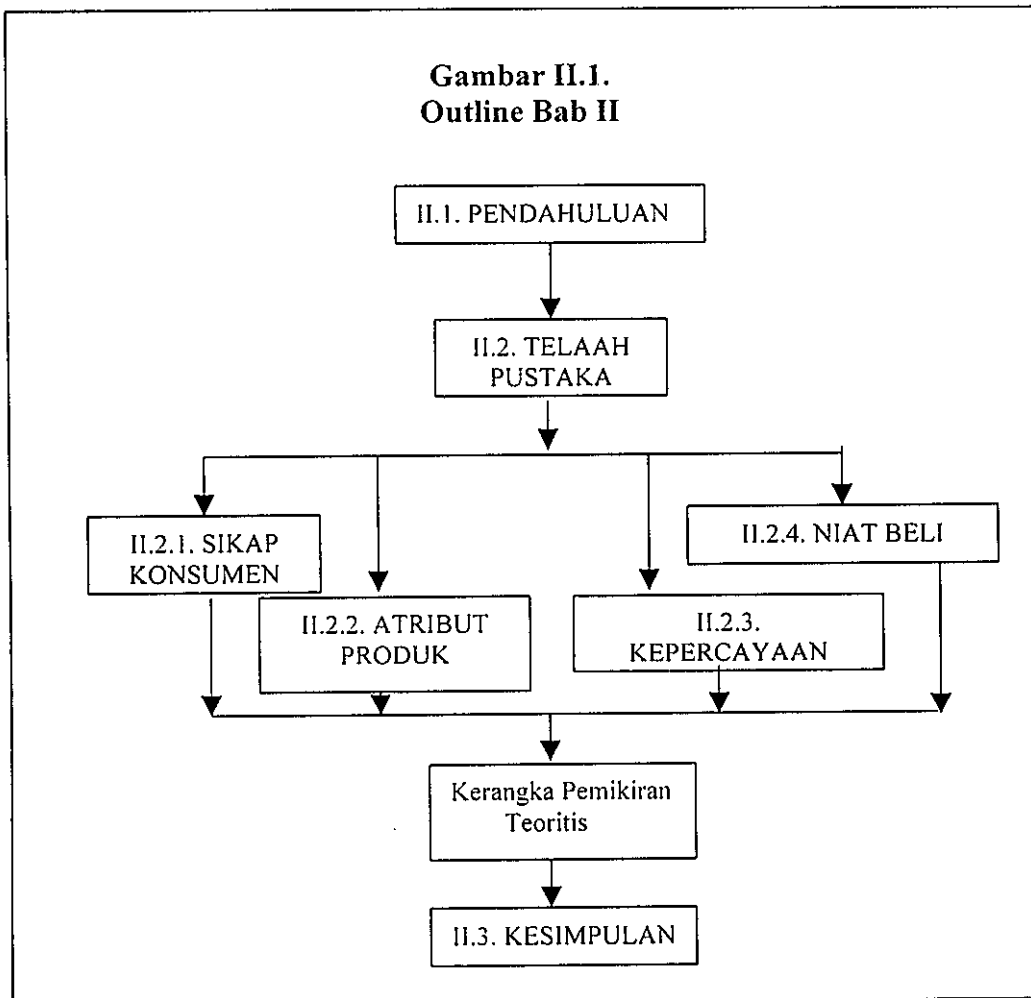 Gambar II.1.
Outline Bab II
II.1. PENDAHULUAN
II.2. TELAAH
PUSTAKA
II.2.1. SIKAP
KONSUMEN
II.2.2. ATRIBUT
PRODUK
II.2.3.
KEPERCAYAAN
II.2.4. NIAT BELI
Kerangka Pemikiran
Teoritis
II.3. KESIMPULAN